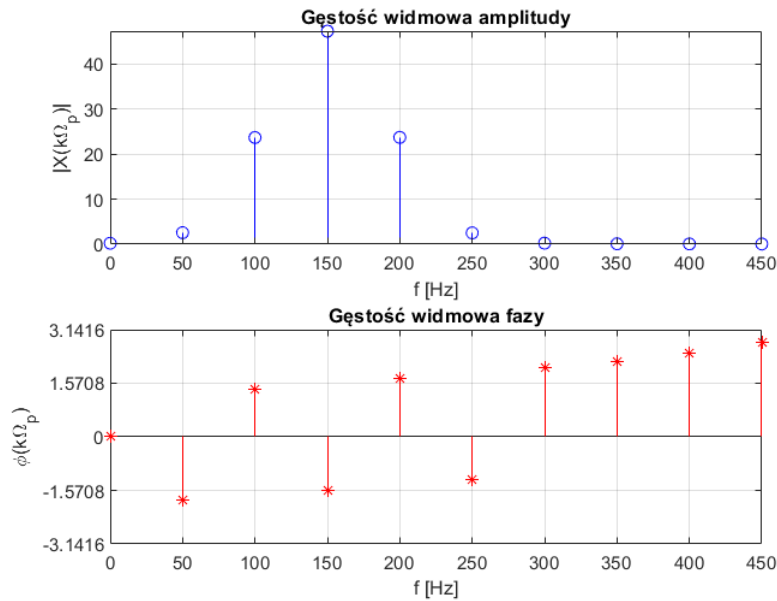 Gęstość widmowa amplitudy
|X(kΩp)|
40
30
20
10
0
0 50 100 150 200 250 300 350 400 450
f [Hz]
Gęstość widmowa fazy
ϕ(kΩp)
3.1416
1.5708
0
-1.5708
-3.1416
0 50 100 150 200 250 300 350 400 450
f [Hz]